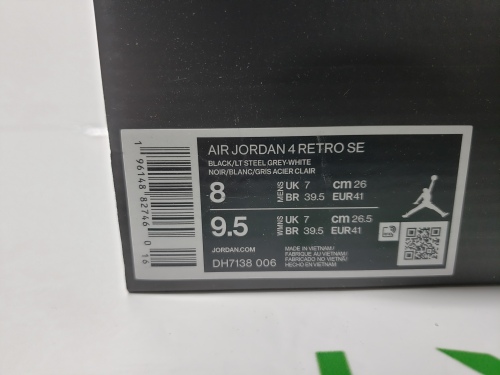 AIR JORDAN 4 RETRO SE
BLACK/LT STEEL GREY-WHITE
NOIR/BLANC/GRIS ACIER CLAIR
8 MENS UK 7 cm 26
BR 39.5 EUR 41
9.5 WMNS UK 7 cm 26.5
BR 39.5 EUR 41
JORDAN.COM
DH7138 006
MADE IN VIETNAM/
FABRIQUE AU VIETNAM/
FABRICADO NO VIETNÃ/
HECHO EN VIETNAM
1 96148 82746 0 16